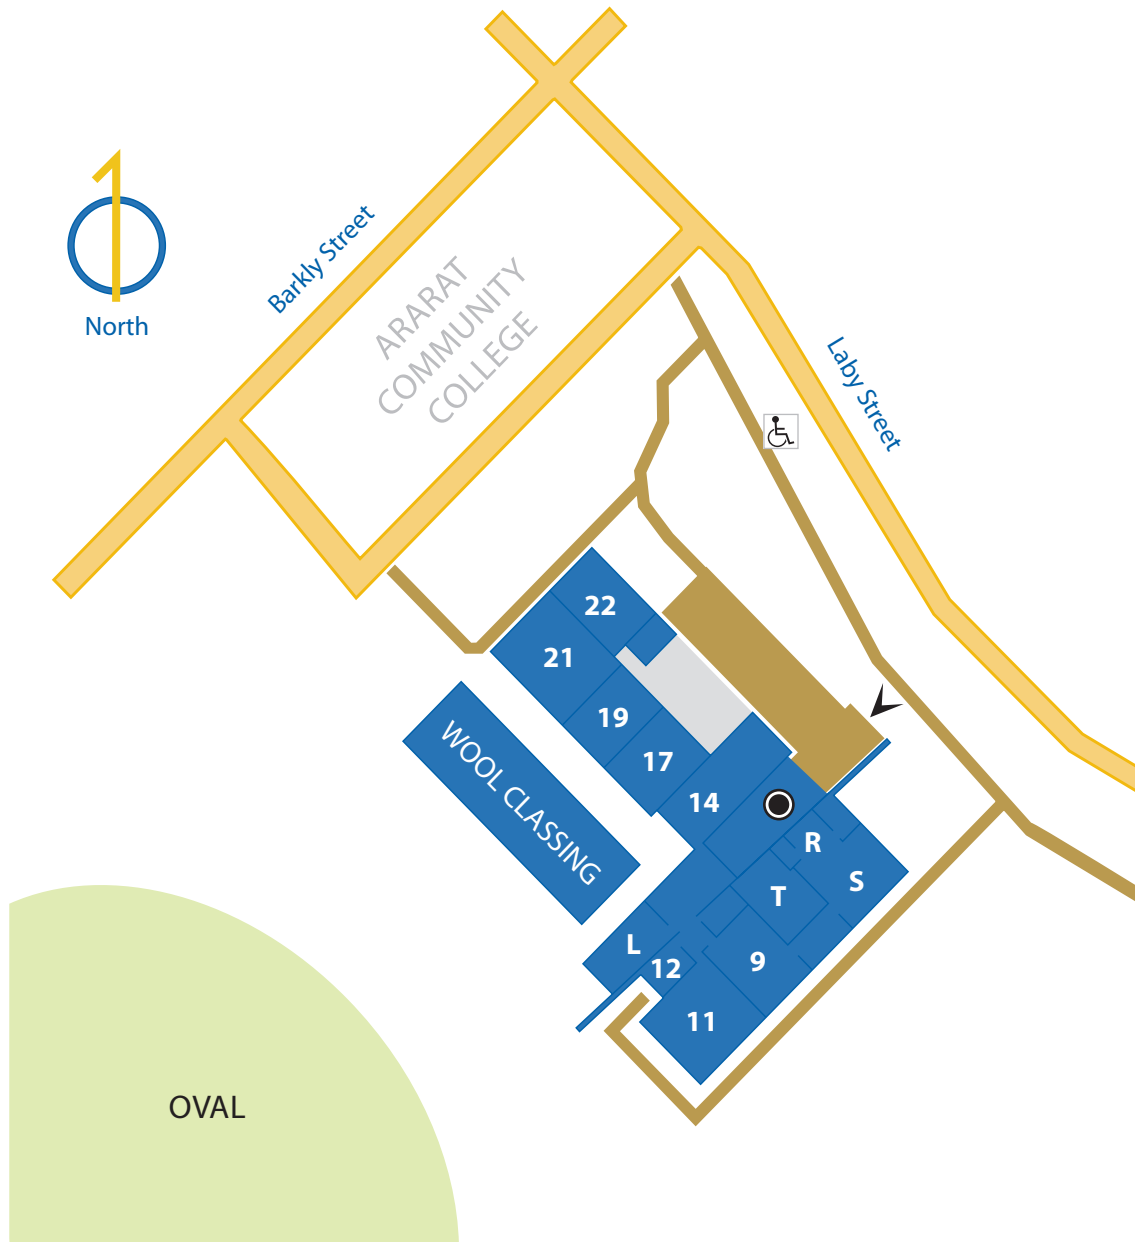 Barkly Street
North
ARARAT
COMMUNITY
COLLEGE
Laby Street
22
21
19
17
14
WOOL CLASSING
R
S
T
L
12
9
11
OVAL